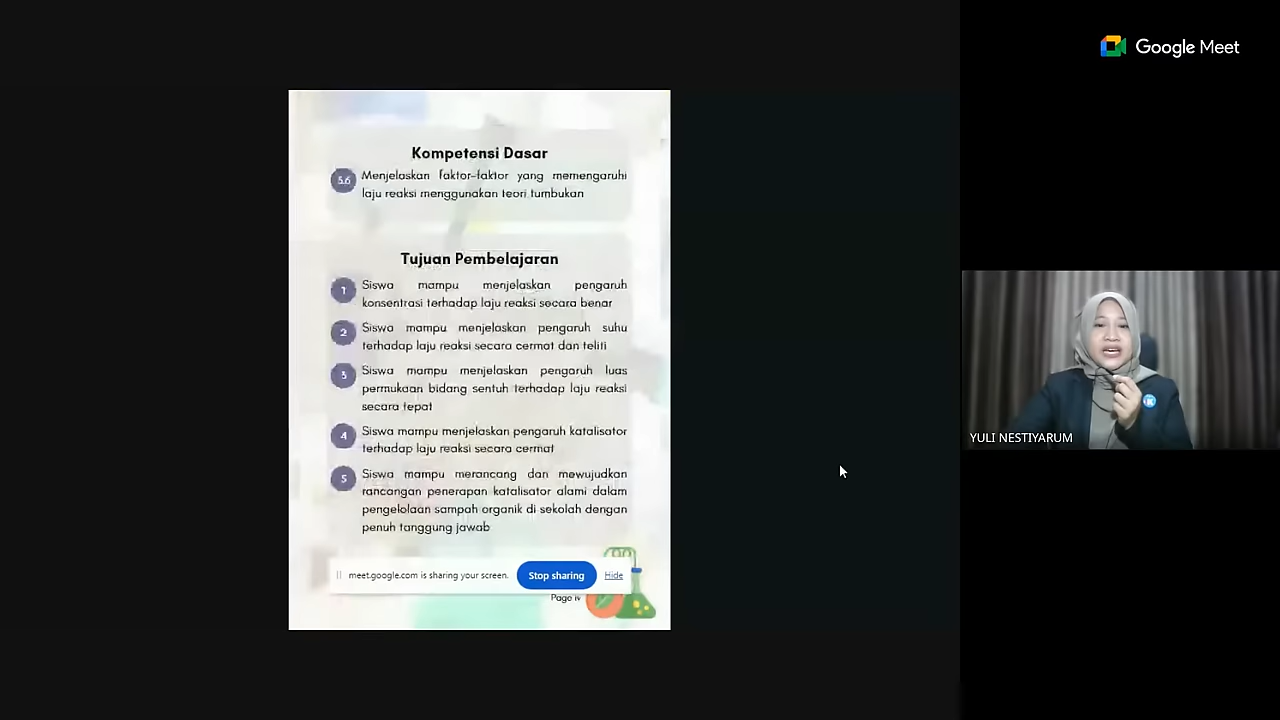 Google Meet
Kompetensi Dasar
5.6
Menjelaskan faktor-faktor yang memengaruhi
laju reaksi menggunakan teori tumbukan
Tujuan Pembelajaran
1
Siswa mampu menjelaskan pengaruh
konsentrasi terhadap laju reaksi secara benar
2
Siswa mampu menjelaskan pengaruh suhu
terhadap laju reaksi secara cermat dan teliti
3
Siswa mampu menjelaskan pengaruh luas
permukaan bidang sentuh terhadap laju reaksi
secara tepat
4
Siswa mampu menjelaskan pengaruh katalisator
terhadap laju reaksi secara cermat
5
Siswa mampu merancang dan mewujudkan
rancangan penerapan katalisator alami dalam
pengelolaan sampah organik di sekolah dengan
penuh tanggung jawab
meet.google.com is sharing your screen.
Stop sharing
Hide
Page iv
YULI NESTIYARUM